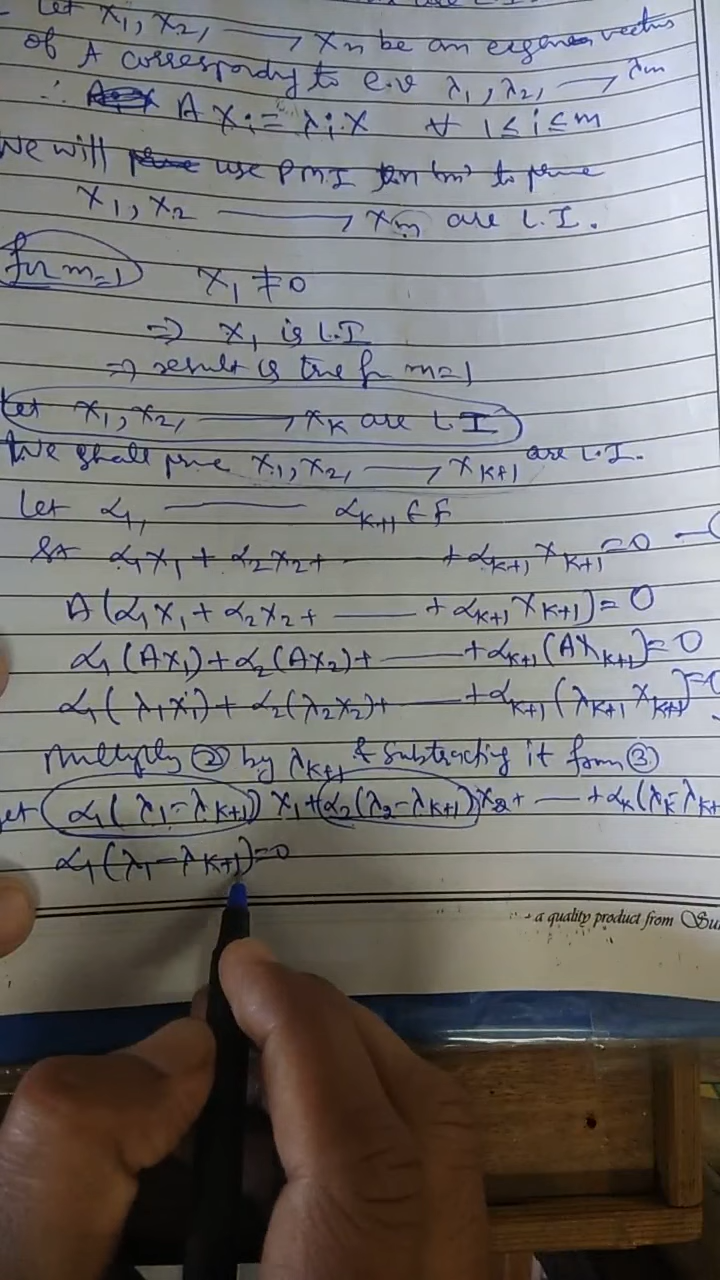 Let x₁, x₂, ⟶ xₙ be an eigen vectors
of A correspondy to e.v λ₁, λ₂, ⟶ λm
∴ A Xᵢ = λᵢ X ∀ 1 ≤ i ≤ m
We will use PMI to prove
x₁, x₂ ⟶ xm are L.I.
for m=1 x₁ ≠ 0
⇒ x₁ is L.I
⇒ result is true for m=1
Let x₁, x₂, ⟶ xK are L.I
We shall prove x₁, x₂, ⟶ xK+1 are L.I.
Let α₁, —— αK+1 ∈ F
St α₁x₁ + α₂x₂ + —— + αK+1 xK+1 = 0 —(
A(α₁x₁ + α₂x₂ + —— + αK+1 xK+1) = 0
α₁(Ax₁) + α₂(Ax₂) + —— + αK+1(AxK+1) = 0
α₁(λ₁x₁) + α₂(λ₂x₂) + —— + αK+1(λK+1 xK+1) = 0
Multiply ② by λK+1 & subtracting it form ③
get α₁(λ₁-λK+1) x₁ + α₂(λ₂-λK+1) x₂ + — + αK(λK-λK+
α₁(λ₁-λK+1) = 0
a quality product from Su